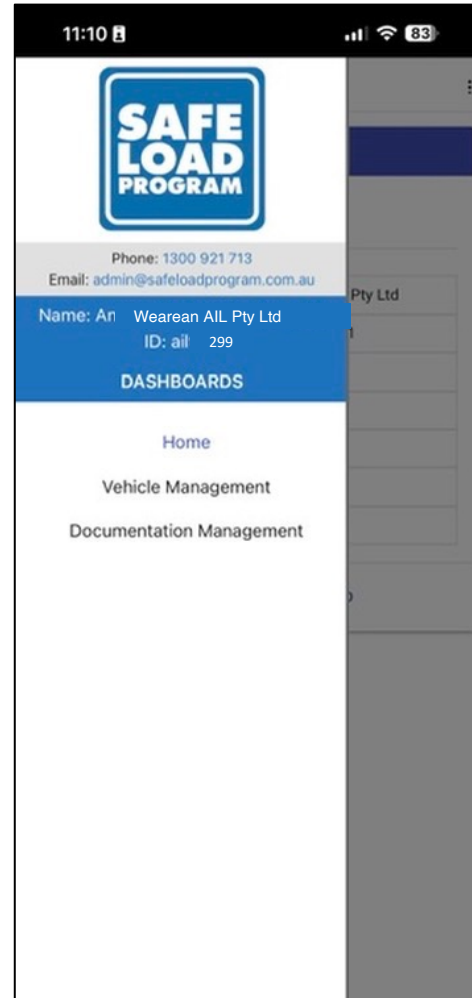 11:10
83
SAFE
LOAD
PROGRAM
Phone: 1300 921 713
Email: admin@safeloadprogram.com.au
Pty Ltd
Name: An Wearean AIL Pty Ltd
ID: ail 299
DASHBOARDS
Home
Vehicle Management
Documentation Management